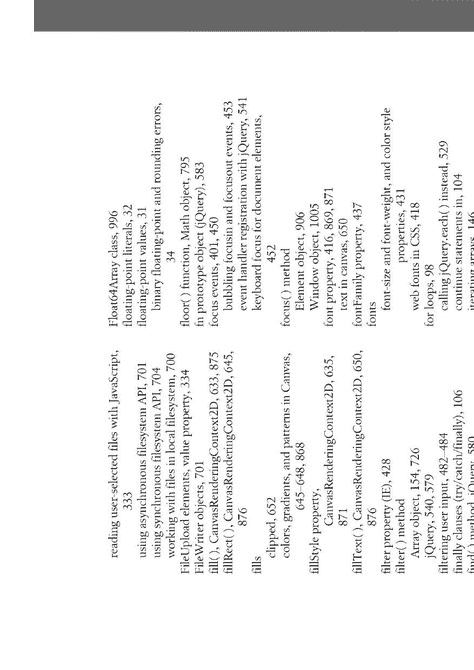 reading user-selected files with JavaScript,
333
using asynchronous filesystem API, 701
using synchronous filesystem API, 704
working with files in local filesystem, 700
FileUpload elements, value property, 334
FileWriter objects, 701
fill( ), CanvasRenderingContext2D, 633, 875
fillRect( ), CanvasRenderingContext2D, 645,
876
fills
clipped, 652
colors, gradients, and patterns in Canvas,
645–648, 868
fillStyle property,
CanvasRenderingContext2D, 635,
871
fillText( ), CanvasRenderingContext2D, 650,
876
filter property (IE), 428
filter( ) method
Array object, 154, 726
jQuery, 540, 579
filtering user input, 482–484
finally clauses (try/catch/finally), 106
find( ) method, jQuery, 580
Float64Array class, 996
floating-point literals, 32
floating-point values, 31
binary floating-point and rounding errors,
34
floor( ) function, Math object, 795
fn prototype object (jQuery), 583
focus events, 401, 450
bubbling focusin and focusout events, 453
event handler registration with jQuery, 541
keyboard focus for document elements,
452
focus( ) method
Element object, 906
Window object, 1005
font property, 416, 869, 871
text in canvas, 650
fontFamily property, 437
fonts
font-size and font-weight, and color style
properties, 431
web fonts in CSS, 418
for loops, 98
calling jQuery.each( ) instead, 529
continue statements in, 104
iterating arrays, 146